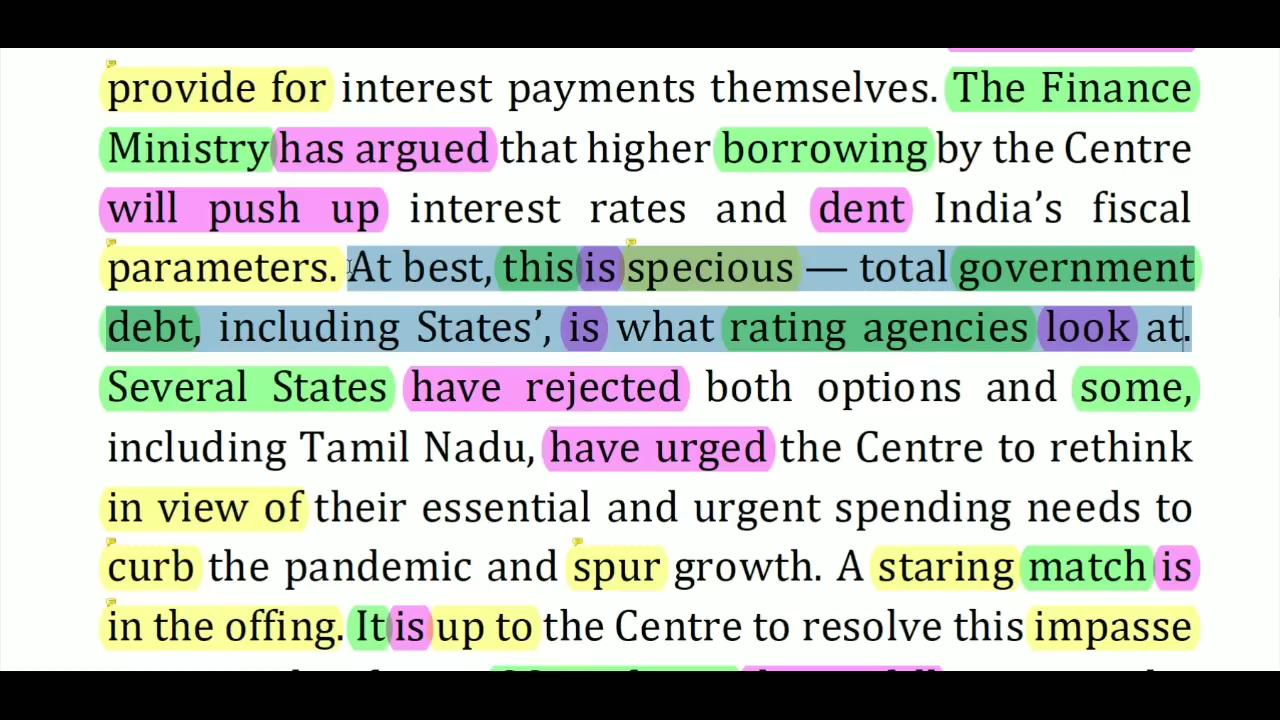 provide for interest payments themselves. The Finance
Ministry has argued that higher borrowing by the Centre
will push up interest rates and dent India’s fiscal
parameters. At best, this is specious — total government
debt, including States’, is what rating agencies look at.
Several States have rejected both options and some,
including Tamil Nadu, have urged the Centre to rethink
in view of their essential and urgent spending needs to
curb the pandemic and spur growth. A staring match is
in the offing. It is up to the Centre to resolve this impasse